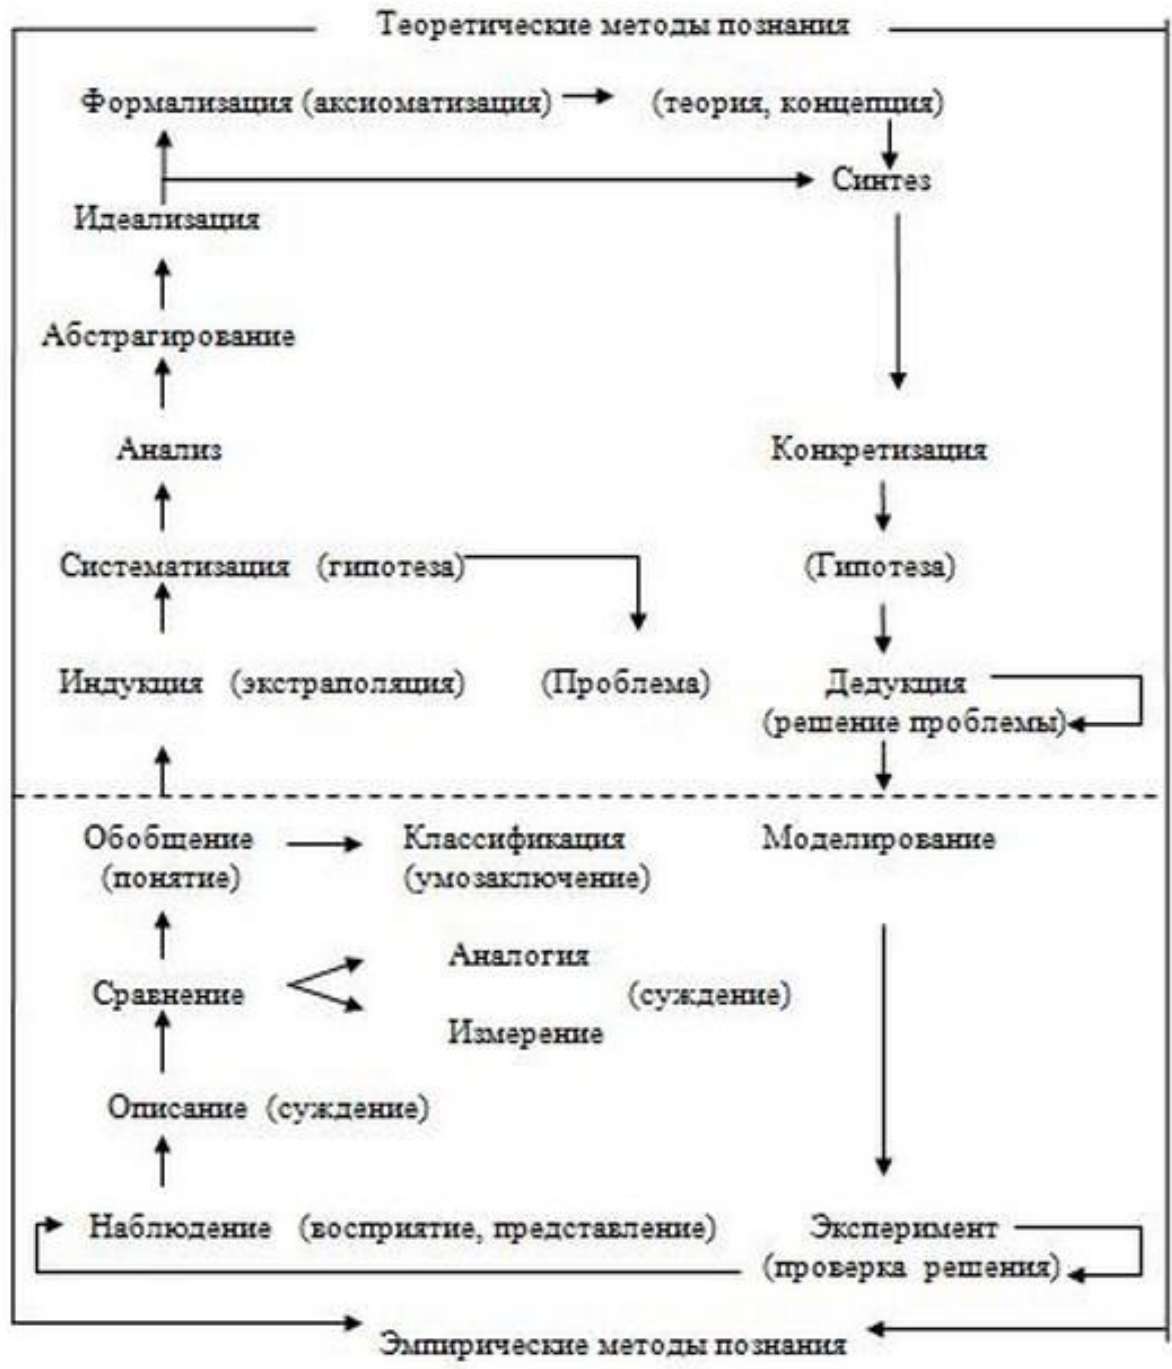 Теоретические методы познания
Формализация (аксиоматизация) (теория, концепция)
Синтез
Идеализация
Абстрагирование
Анализ Конкретизация
Систематизация (гипотеза) (Гипотеза)
Индукция (экстраполяция) (Проблема) Дедукция
(решение проблемы)
Обобщение Классификация Моделирование
(понятие) (умозаключение)
Аналогия
Сравнение (суждение)
Измерение
Описание (суждение)
Наблюдение (восприятие, представление) Эксперимент
(проверка решения)
Эмпирические методы познания